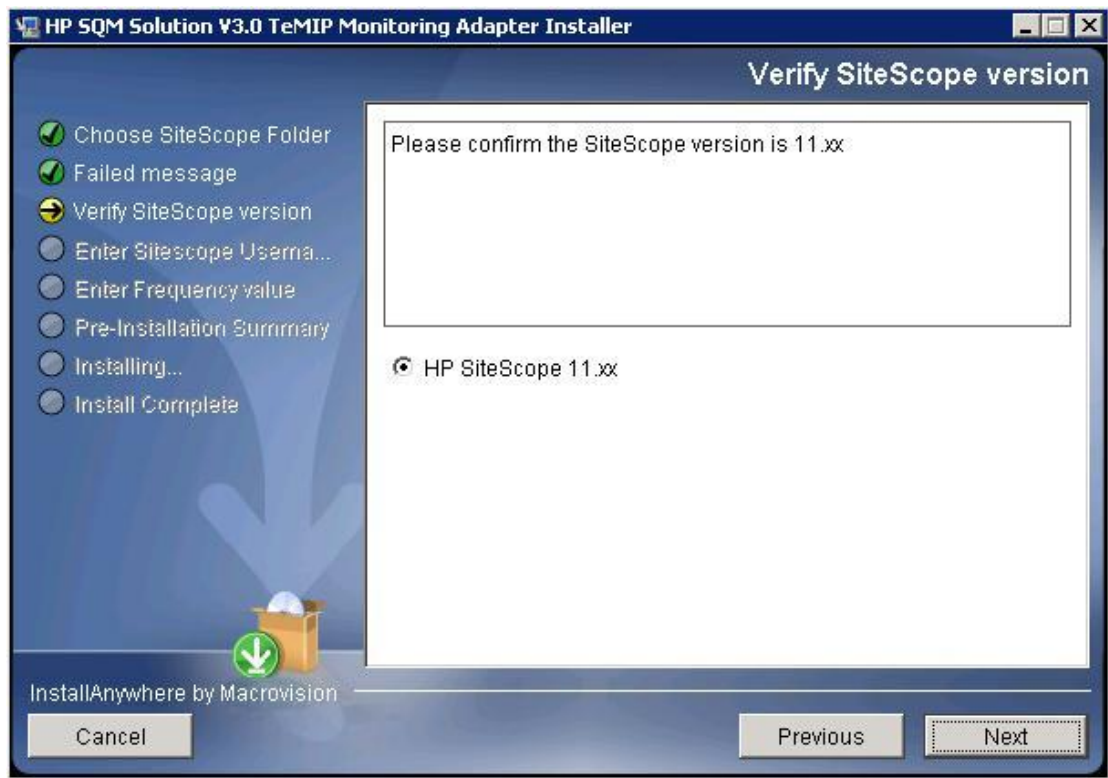 HP SQM Solution V3.0 TeMIP Monitoring Adapter Installer
Verify SiteScope version
Choose SiteScope Folder
Failed message
Verify SiteScope version
Enter Sitescope Userna...
Enter Frequency value
Pre-Installation Summary
Installing...
Install Complete
Please confirm the SiteScope version is 11.xx
HP SiteScope 11.xx
InstallAnywhere by Macrovision
Cancel
Previous
Next